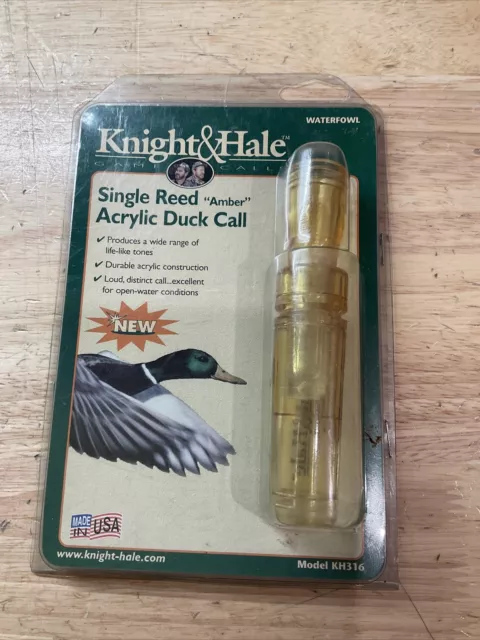 WATERFOWL
Knight&Hale™
GAME CALLS
Single Reed "Amber"
Acrylic Duck Call
✔ Produces a wide range of
life-like tones
✔ Durable acrylic construction
✔ Loud, distinct call...excellent
for open-water conditions
NEW
MADE
IN USA
www.knight-hale.com
Model KH316